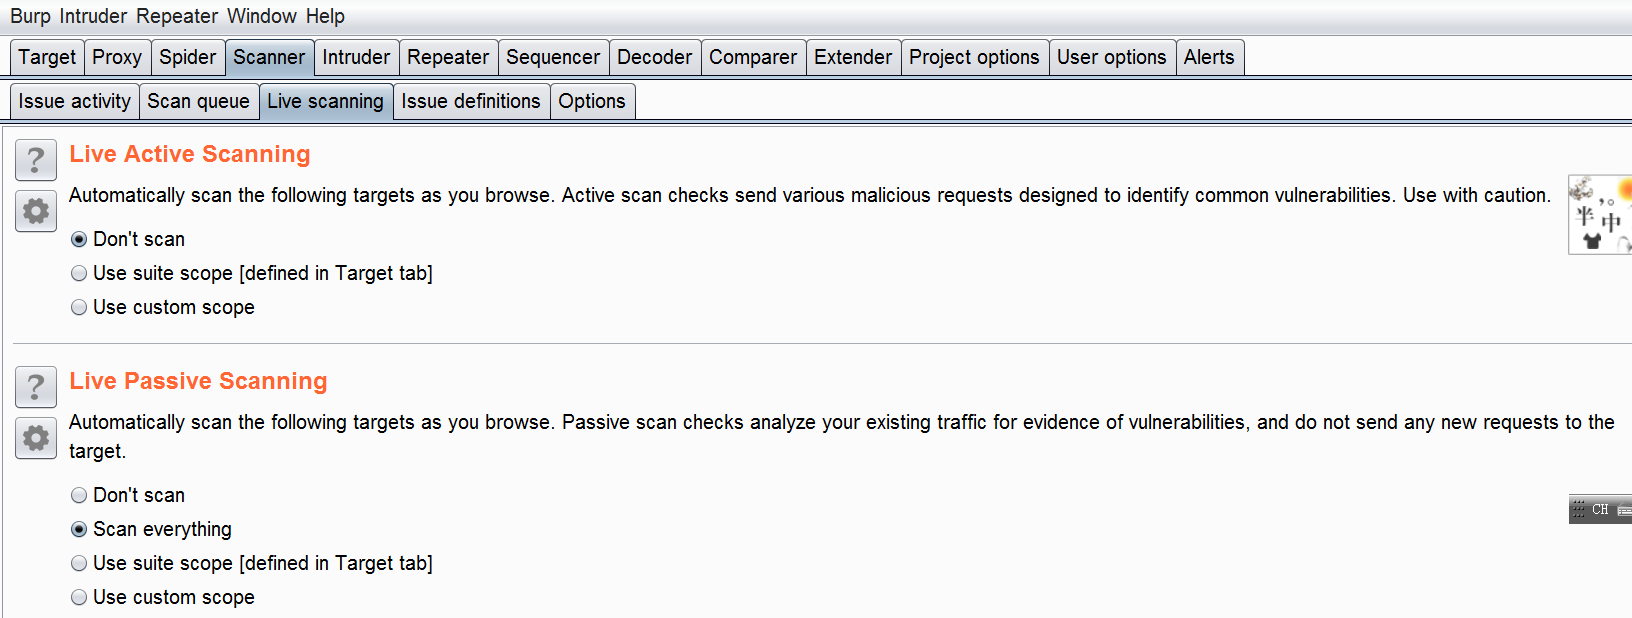 Burp Intruder Repeater Window Help
Target Proxy Spider Scanner Intruder Repeater Sequencer Decoder Comparer Extender Project options User options Alerts
Issue activity Scan queue Live scanning Issue definitions Options
?
Live Active Scanning
Automatically scan the following targets as you browse. Active scan checks send various malicious requests designed to identify common vulnerabilities. Use with caution.
Don't scan
Use suite scope [defined in Target tab]
Use custom scope
半 中
?
Live Passive Scanning
Automatically scan the following targets as you browse. Passive scan checks analyze your existing traffic for evidence of vulnerabilities, and do not send any new requests to the
target.
Don't scan
Scan everything
CH
Use suite scope [defined in Target tab]
Use custom scope